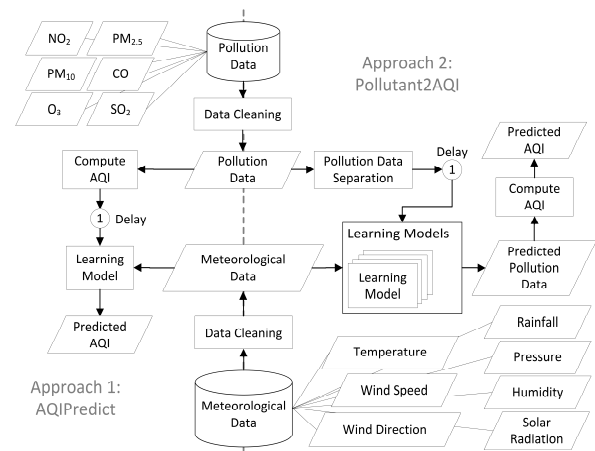 NO₂
PM₂.₅
PM₁₀
CO
O₃
SO₂
Pollution
Data
Approach 2:
Pollutant2AQI
Data Cleaning
Predicted
AQI
Compute
AQI
Pollution
Data
Pollution Data
Separation
Delay
1
Compute
AQI
1
Delay
Learning Models
Learning
Model
Meteorological
Data
Learning
Model
Predicted
Pollution
Data
Predicted
AQI
Data Cleaning
Rainfall
Temperature
Pressure
Approach 1:
AQIPredict
Meteorological
Data
Wind Speed
Humidity
Wind Direction
Solar
Radiation